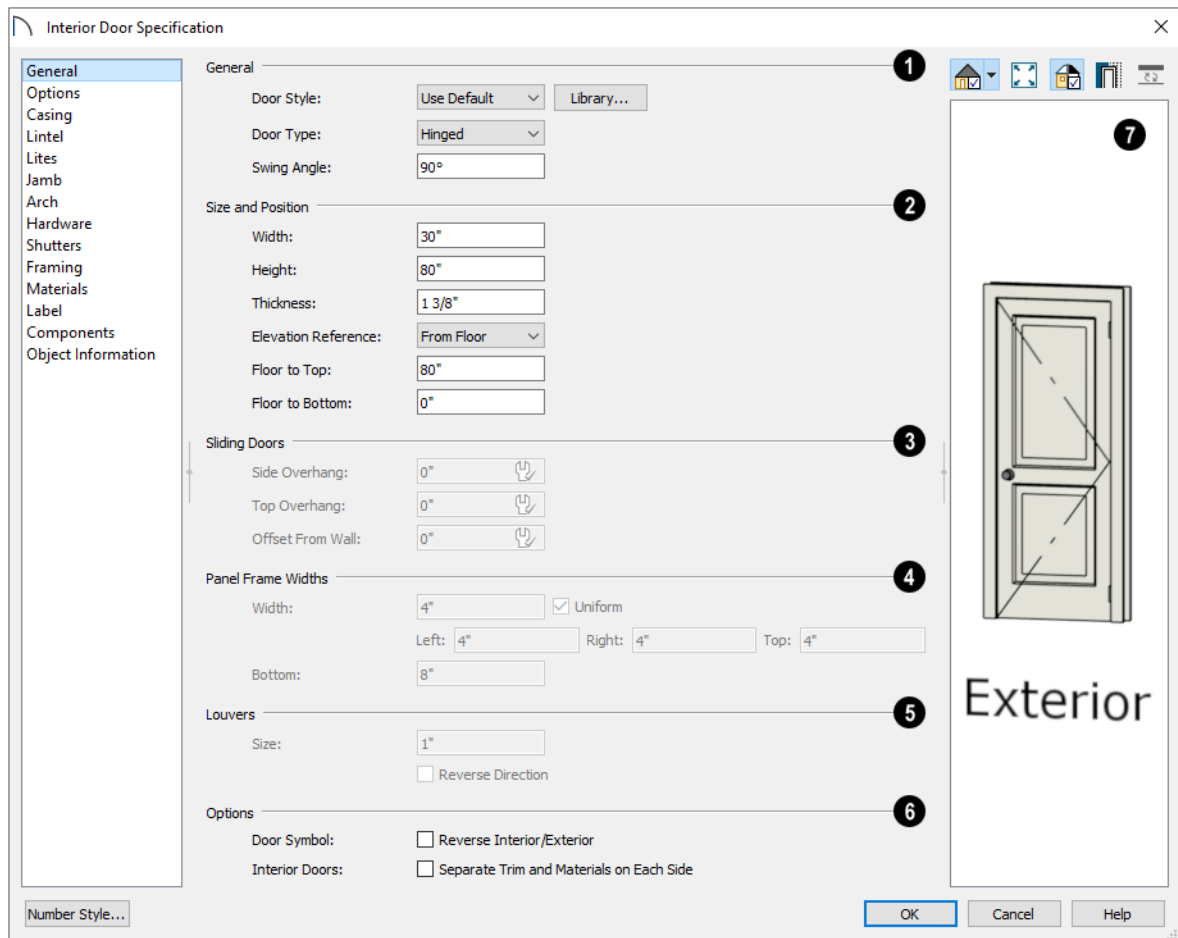 Interior Door Specification
General
Options
Casing
Lintel
Lites
Jamb
Arch
Hardware
Shutters
Framing
Materials
Label
Components
Object Information
General 1
Door Style: Use Default Library...
Door Type: Hinged
Swing Angle: 90°
Size and Position 2
Width: 30"
Height: 80"
Thickness: 1 3/8"
Elevation Reference: From Floor
Floor to Top: 80"
Floor to Bottom: 0"
Sliding Doors 3
Side Overhang: 0"
Top Overhang: 0"
Offset From Wall: 0"
Panel Frame Widths 4
Width: 4" Uniform
Left: 4" Right: 4" Top: 4"
Bottom: 8"
Louvers 5
Size: 1"
Reverse Direction
Options 6
Door Symbol: Reverse Interior/Exterior
Interior Doors: Separate Trim and Materials on Each Side
7
Exterior
Number Style... OK Cancel Help